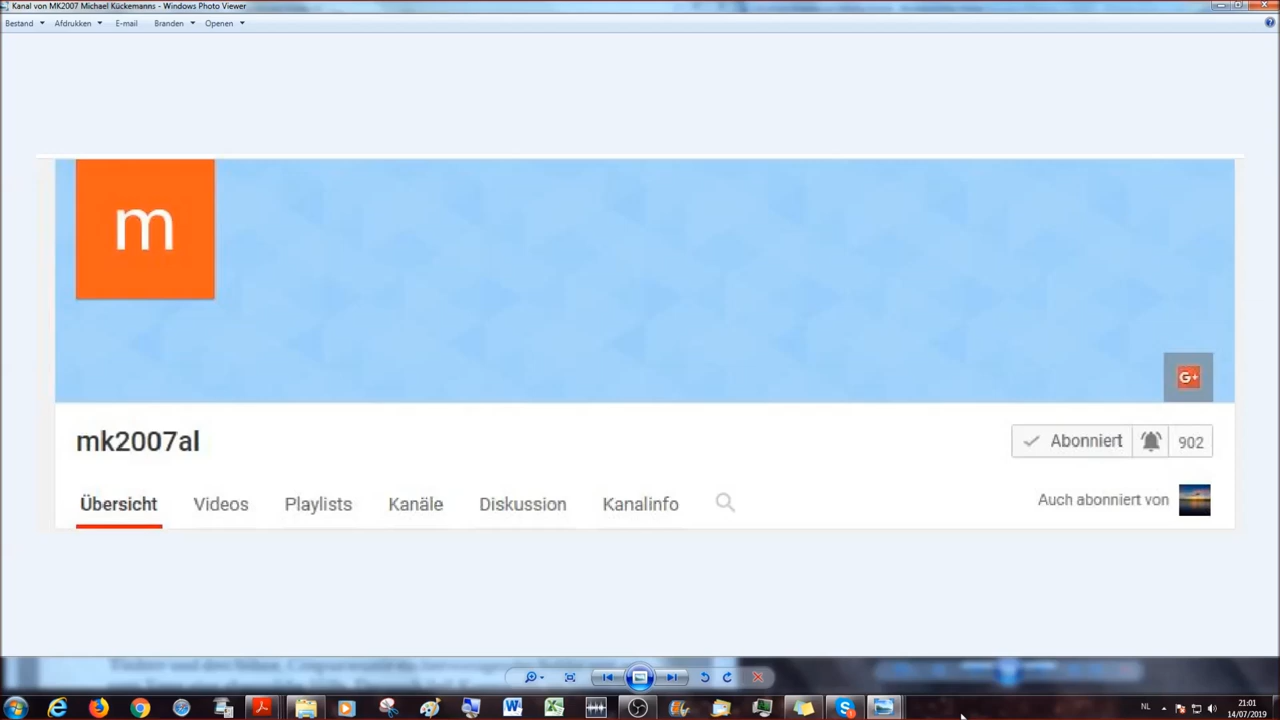 Kanal von MK2007 Michael Kückemanns - Windows Photo Viewer
Bestand Afdrukken E-mail Branden Openen
m
G+
mk2007al
Abonniert 902
Übersicht Videos Playlists Kanäle Diskussion Kanalinfo
Auch abonniert von
NL
21:01
14/07/2019